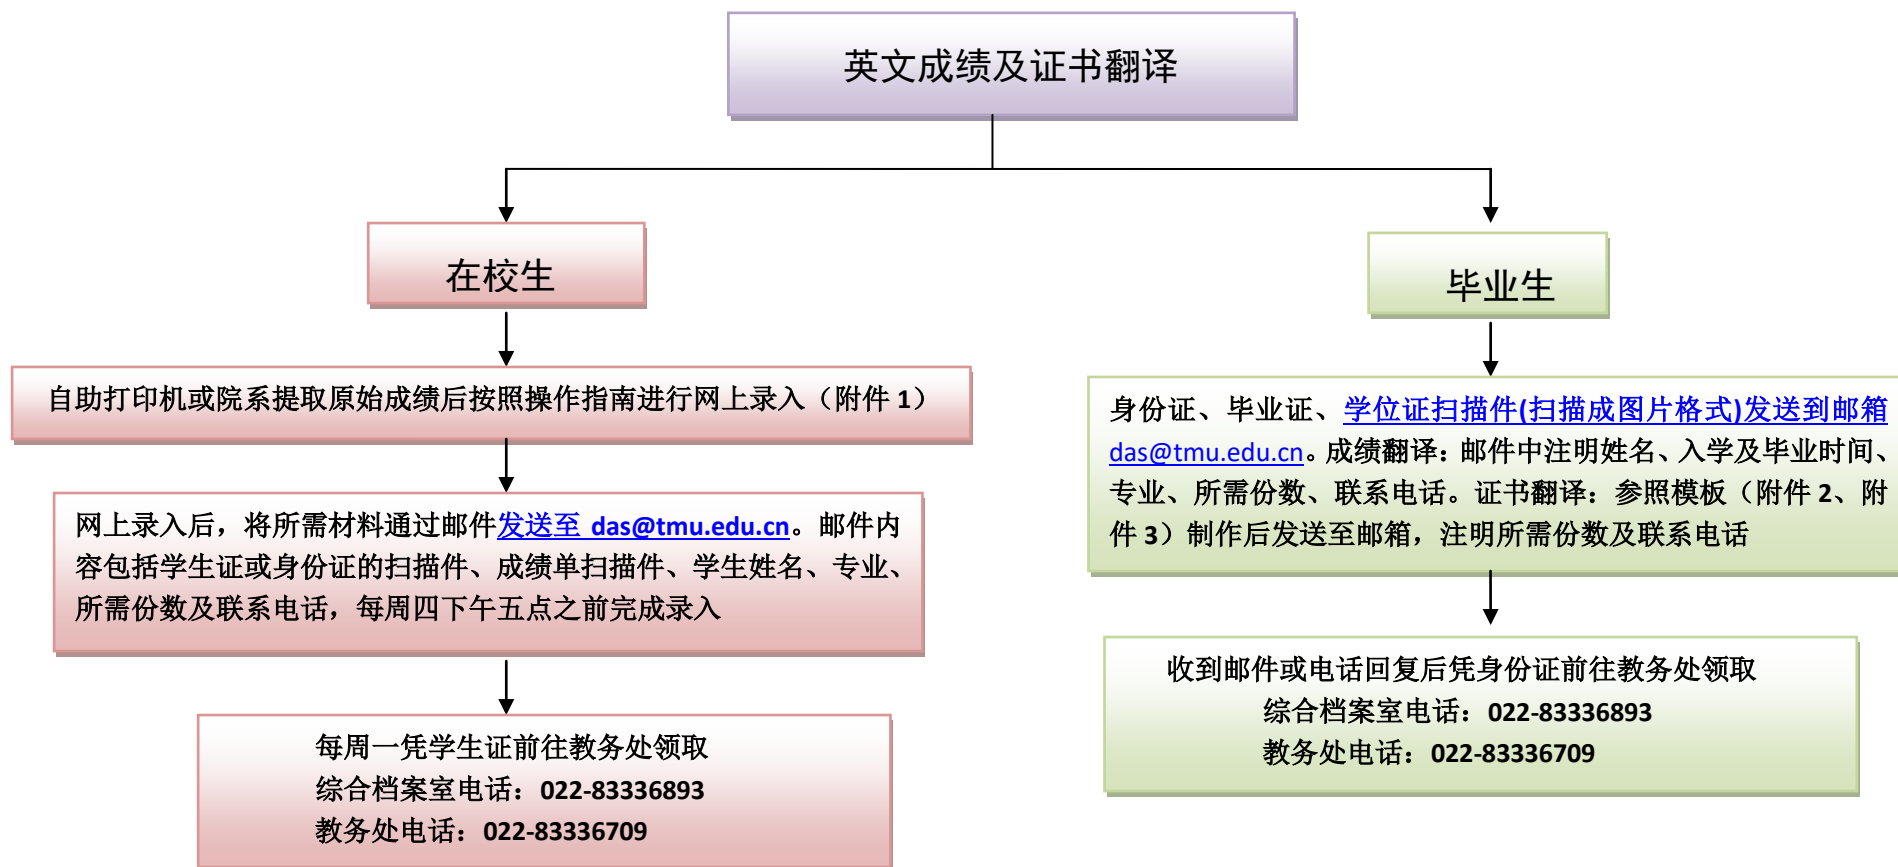 英文成绩及证书翻译
在校生
毕业生
自助打印机或院系提取原始成绩后按照操作指南进行网上录入（附件 1）
身份证、毕业证、学位证扫描件(扫描成图片格式)发送到邮箱
das@tmu.edu.cn。成绩翻译：邮件中注明姓名、入学及毕业时间、
专业、所需份数、联系电话。证书翻译：参照模板（附件 2、附
件 3）制作后发送至邮箱，注明所需份数及联系电话
网上录入后，将所需材料通过邮件发送至 das@tmu.edu.cn。邮件内
容包括学生证或身份证的扫描件、成绩单扫描件、学生姓名、专业、
所需份数及联系电话，每周四下午五点之前完成录入
收到邮件或电话回复后凭身份证前往教务处领取
综合档案室电话：022-83336893
教务处电话：022-83336709
每周一凭学生证前往教务处领取
综合档案室电话：022-83336893
教务处电话：022-83336709